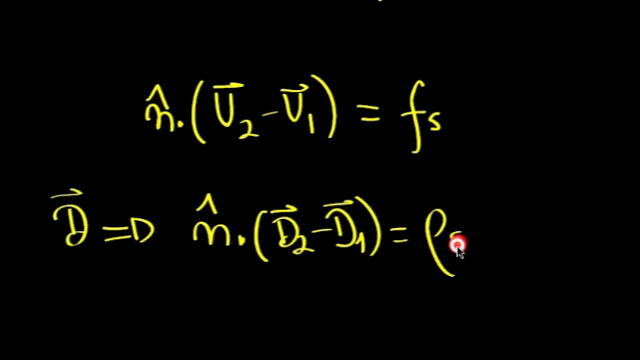 n̂.(U⃗₂-U⃗₁) = fₛ
D⃗ ⇒ n̂.(D⃗₂-D⃗₁) = ρₛ